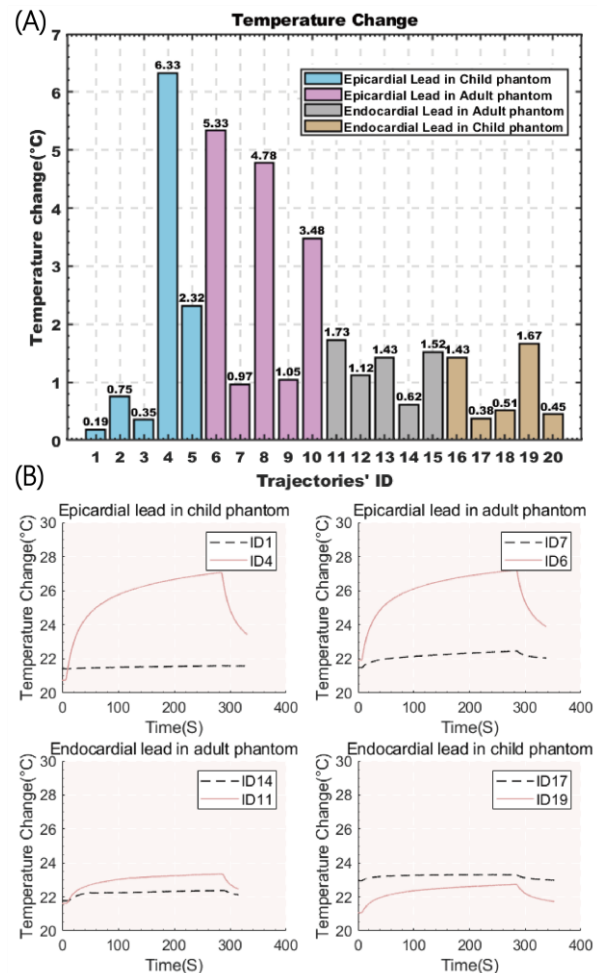 (A)
Temperature Change
Temperature change(°C)
7
6
5
4
3
2
1
0
6.33
5.33
4.78
3.48
2.32
1.73
1.67
1.52
1.43
1.43
1.12
1.05
0.97
0.75
0.62
0.51
0.45
0.38
0.35
0.19
Epicardial Lead in Child phantom
Epicardial Lead in Adult phantom
Endocardial Lead in Adult phantom
Endocardial Lead in Child phantom
1 2 3 4 5 6 7 8 9 10 11 12 13 14 15 16 17 18 19 20
Trajectories' ID
(B)
Epicardial lead in child phantom
Temperature Change(°C)
30
28
26
24
22
20
ID1
ID4
0 100 200 300 400
Time(S)
Epicardial lead in adult phantom
Temperature Change(°C)
30
28
26
24
22
20
ID7
ID6
0 100 200 300 400
Time(S)
Endocardial lead in adult phantom
Temperature Change(°C)
30
28
26
24
22
20
ID14
ID11
0 100 200 300 400
Time(S)
Endocardial lead in child phantom
Temperature Change(°C)
30
28
26
24
22
20
ID17
ID19
0 100 200 300 400
Time(S)